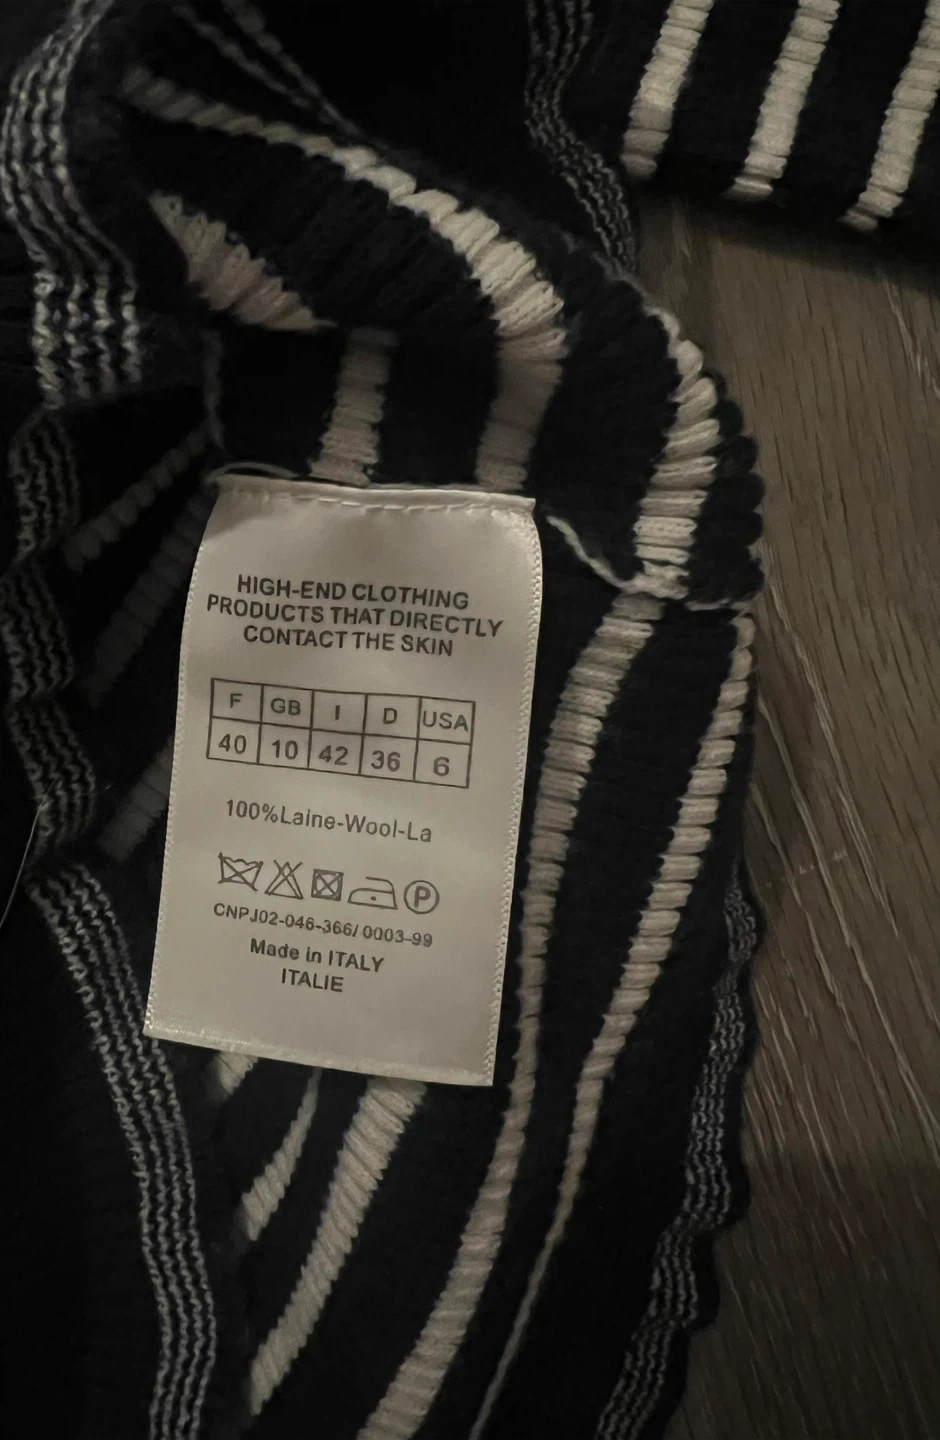 HIGH-END CLOTHING
PRODUCTS THAT DIRECTLY
CONTACT THE SKIN
F GB I D USA
40 10 42 36 6
100%Laine-Wool-La
P
CNPJ02-046-366/0003-99
Made in ITALY
ITALIE